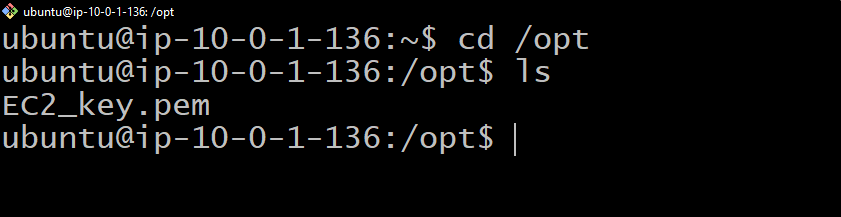 ubuntu@ip-10-0-1-136: /opt
ubuntu@ip-10-0-1-136:~$ cd /opt
ubuntu@ip-10-0-1-136:/opt$ ls
EC2_key.pem
ubuntu@ip-10-0-1-136:/opt$